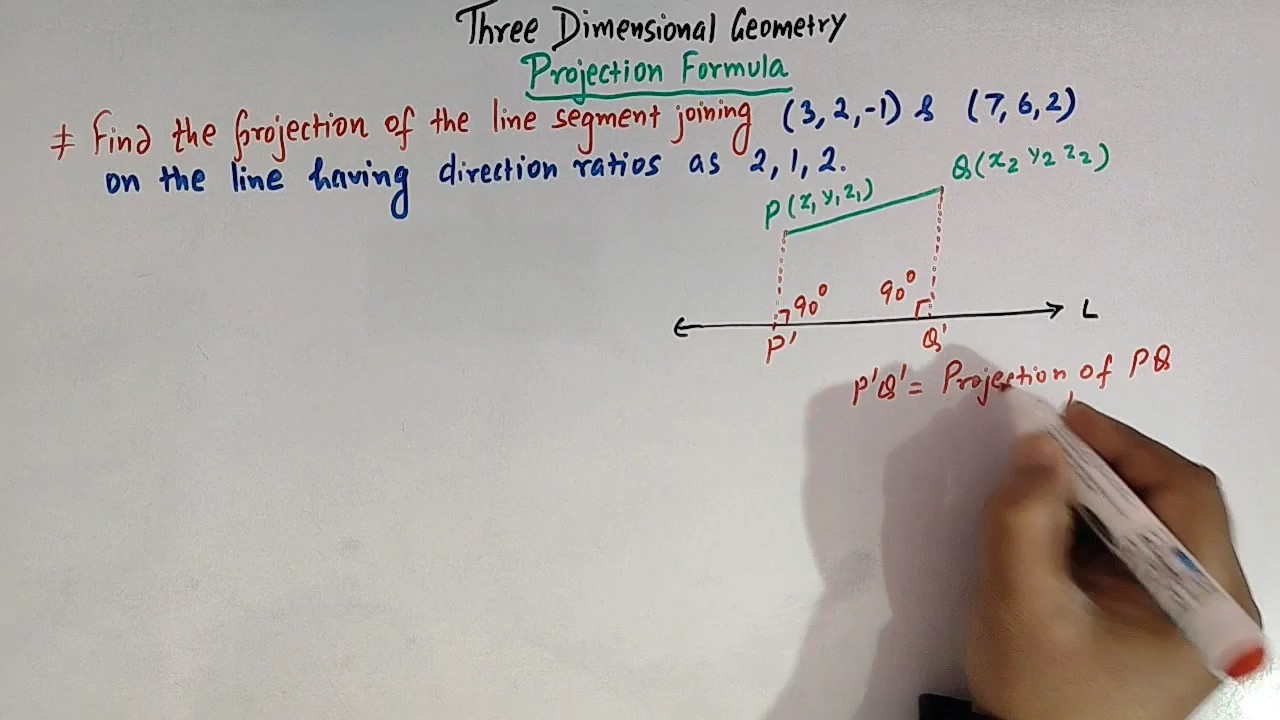 Three Dimensional Geometry
Projection Formula
# Find the projection of the line segment joining (3, 2, -1) & (7, 6, 2)
on the line having direction ratios as 2, 1, 2.
Q(x₂ y₂ z₂)
P(x₁ y₁ z₁)
90° 90°
L
P' Q'
P'Q' = Projection of PQ